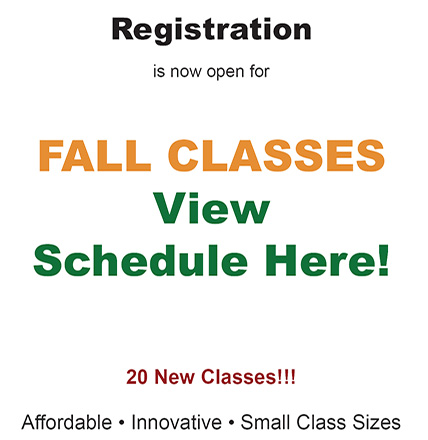 Registration
is now open for
FALL CLASSES
View
Schedule Here!
20 New Classes!!!
Affordable • Innovative • Small Class Sizes